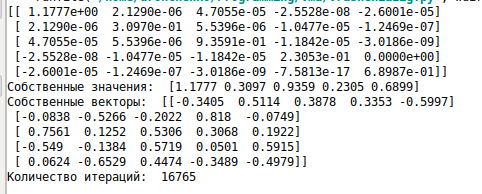 [[ 1.1777e+00  2.1290e-06  4.7055e-05 -2.5528e-08 -2.6001e-05]
[ 2.1290e-06  3.0970e-01  5.5396e-06 -1.0477e-05 -1.2469e-07]
[ 4.7055e-05  5.5396e-06  9.3591e-01 -1.1842e-05 -3.0186e-09]
[-2.5528e-08 -1.0477e-05 -1.1842e-05  2.3053e-01  0.0000e+00]
[-2.6001e-05 -1.2469e-07 -3.0186e-09 -7.5813e-17  6.8987e-01]]
Собственные значения:  [1.1777 0.3097 0.9359 0.2305 0.6899]
Собственные векторы:  [[-0.3405  0.5114  0.3878  0.3353 -0.5997]
[-0.0838 -0.5266 -0.2022  0.818  -0.0749]
[ 0.7561  0.1252  0.5306  0.3068  0.1922]
[-0.549  -0.1384  0.5719  0.0501  0.5915]
[ 0.0624 -0.6529  0.4474 -0.3489 -0.4979]]
Количество итераций:  16765